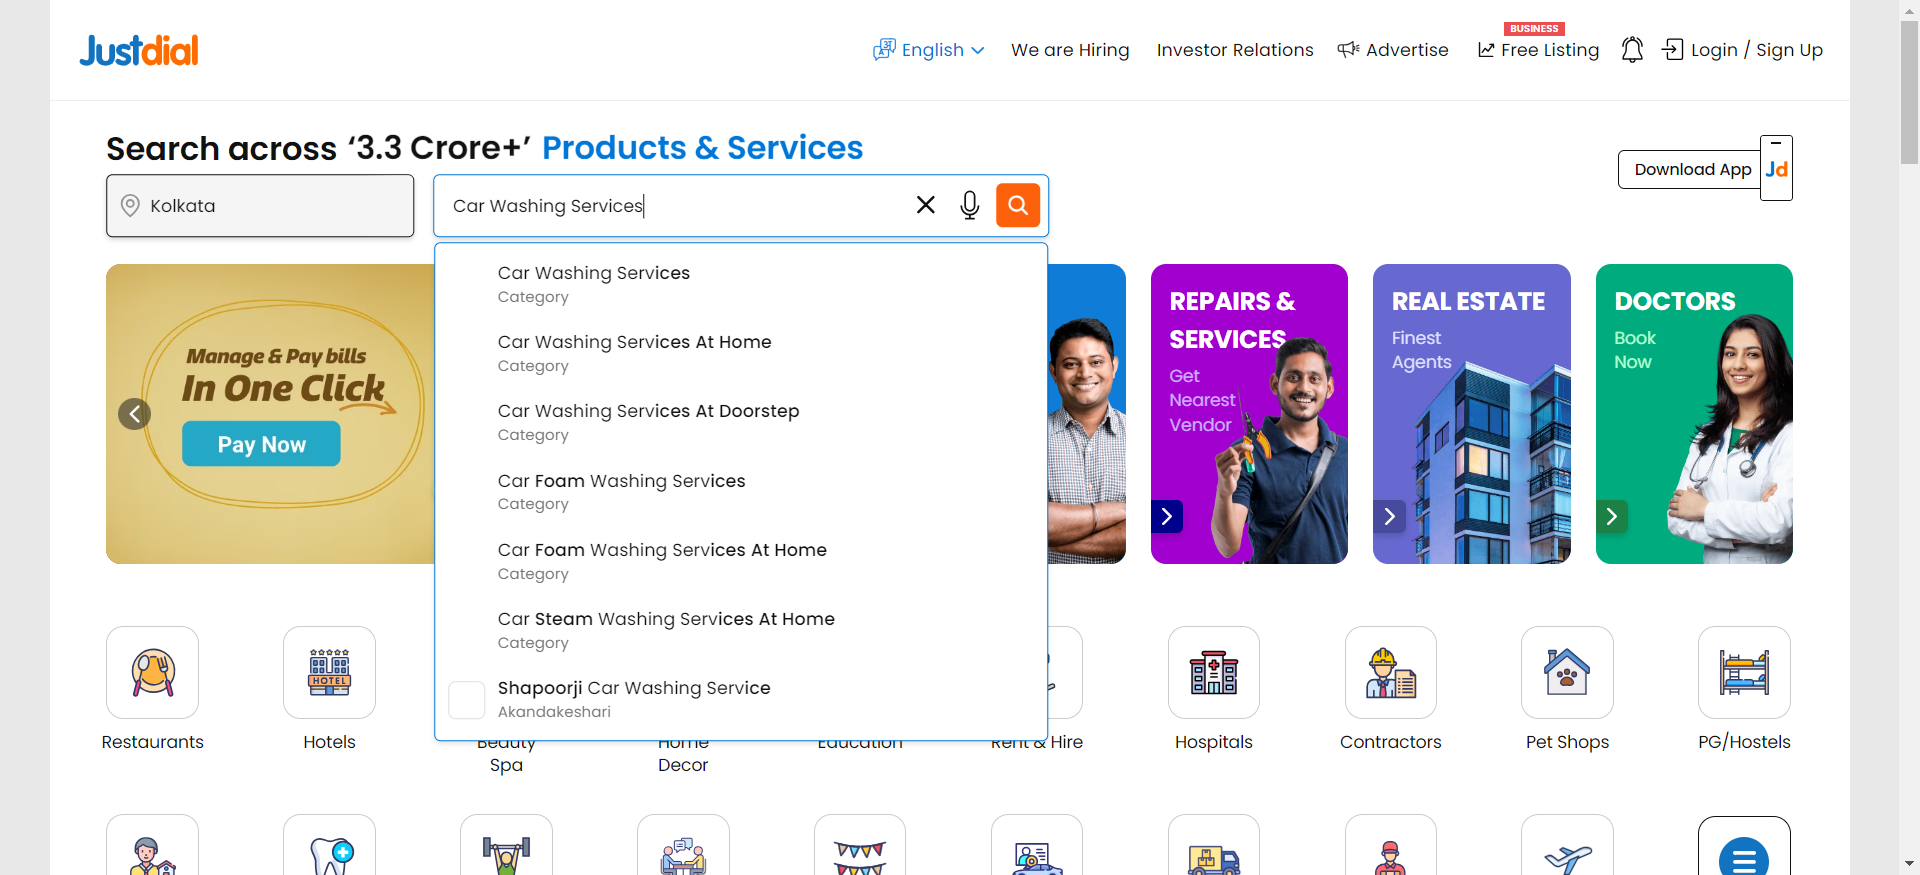 Justdial
English
We are Hiring
Investor Relations
Advertise
BUSINESS
Free Listing
Login / Sign Up
Search across ‘3.3 Crore+’ Products & Services
Download App
Jd
Kolkata
Car Washing Services
Car Washing Services
Category
Car Washing Services At Home
Category
Car Washing Services At Doorstep
Category
Car Foam Washing Services
Category
Car Foam Washing Services At Home
Category
Car Steam Washing Services At Home
Category
Shapoorji Car Washing Service
Akandakeshari
Manage & Pay bills
In One Click
Pay Now
REPAIRS &
SERVICES
Get
Nearest
Vendor
REAL ESTATE
Finest
Agents
DOCTORS
Book
Now
HOTEL
Restaurants
Hotels
Beauty
Spa
Home
Decor
Education
Rent & Hire
Hospitals
Contractors
Pet Shops
PG/Hostels